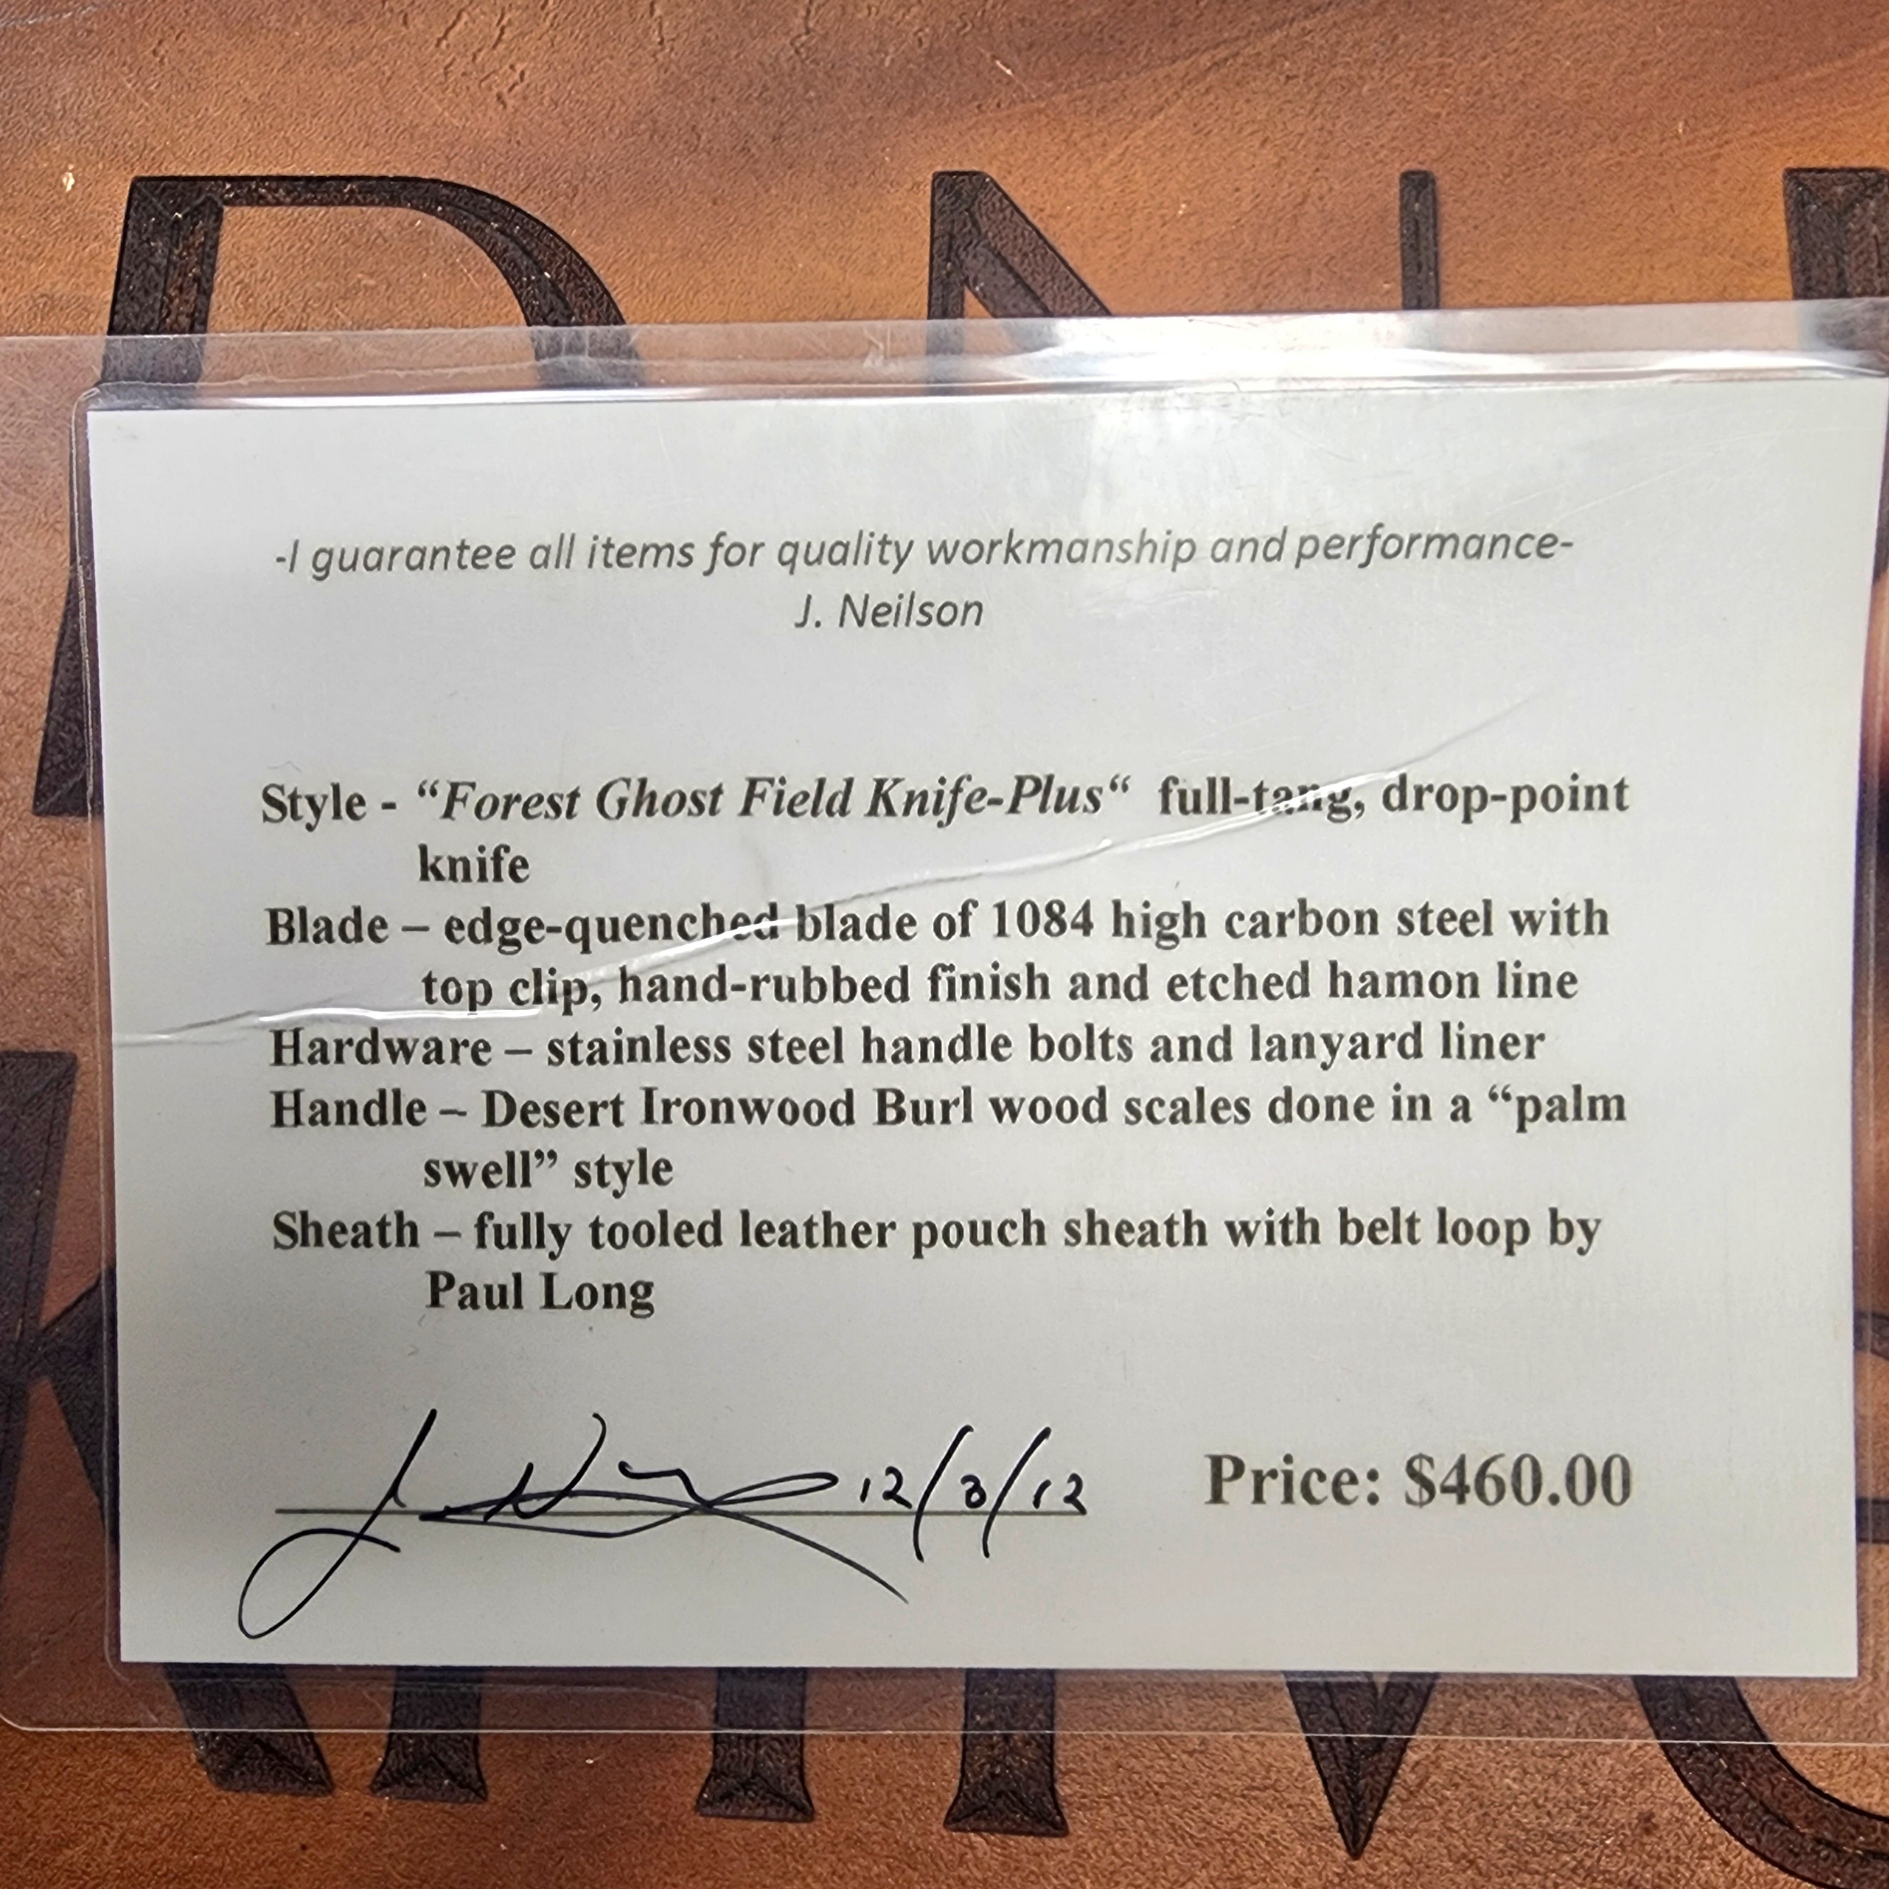 -I guarantee all items for quality workmanship and performance-
J. Neilson
Style - “Forest Ghost Field Knife-Plus“ full-tang, drop-point
knife
Blade – edge-quenched blade of 1084 high carbon steel with
top clip, hand-rubbed finish and etched hamon line
Hardware – stainless steel handle bolts and lanyard liner
Handle – Desert Ironwood Burl wood scales done in a “palm
swell” style
Sheath – fully tooled leather pouch sheath with belt loop by
Paul Long
12/3/12 Price: $460.00